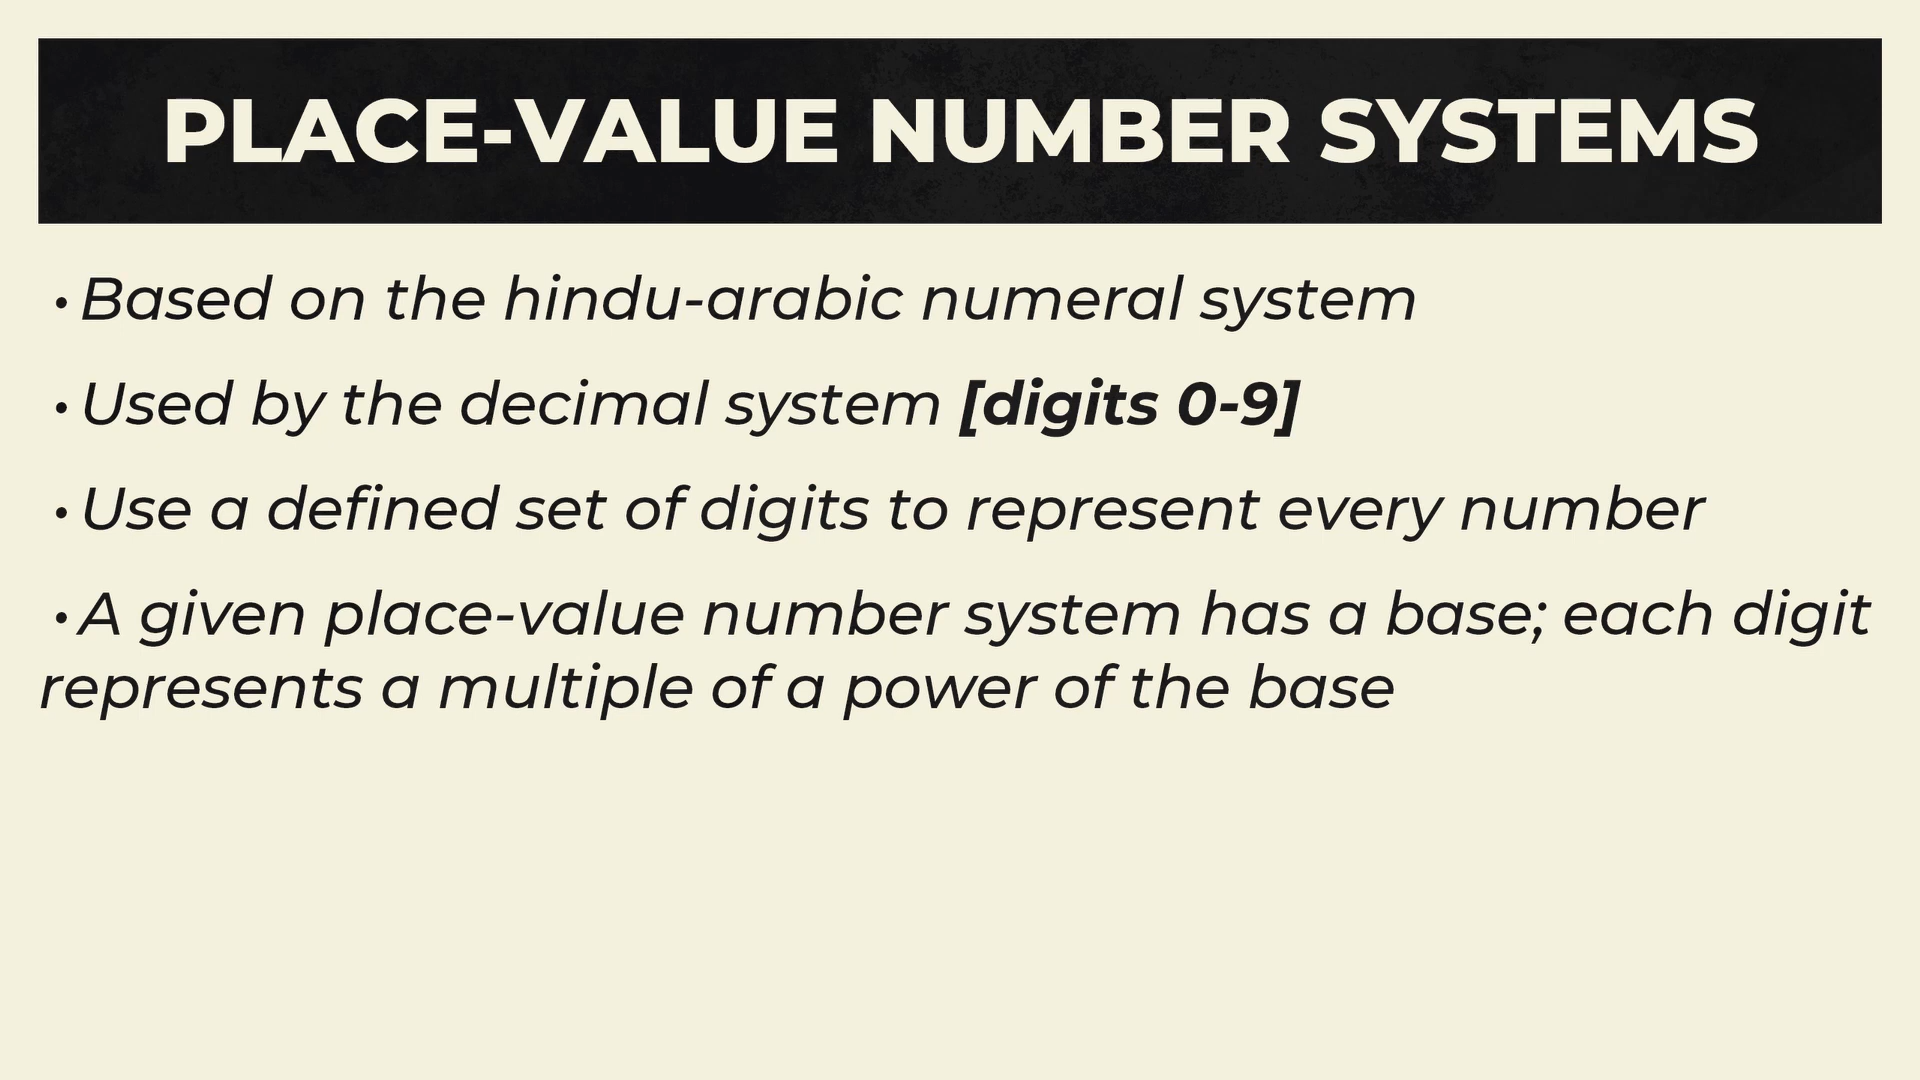 PLACE-VALUE NUMBER SYSTEMS
• Based on the hindu-arabic numeral system
• Used by the decimal system [digits 0-9]
• Use a defined set of digits to represent every number
• A given place-value number system has a base; each digit
represents a multiple of a power of the base